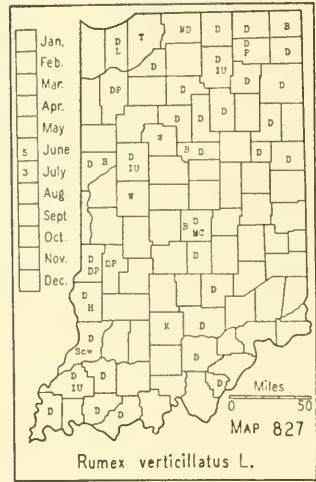 Jan.
Feb.
Mar.
Apr.
May
5 June
3 July
Aug
Sept
Oct.
Nov.
Dec.
D T MD D D B
L D D P D
D IU
DP D D D
D D
W D
D B D B D D
IU
W
D
B MC
D DP D
DP
D D
H
D K D
Scw D
D D
IU D
D D D
Miles
0 50
MAP 827
Rumex verticillatus L.